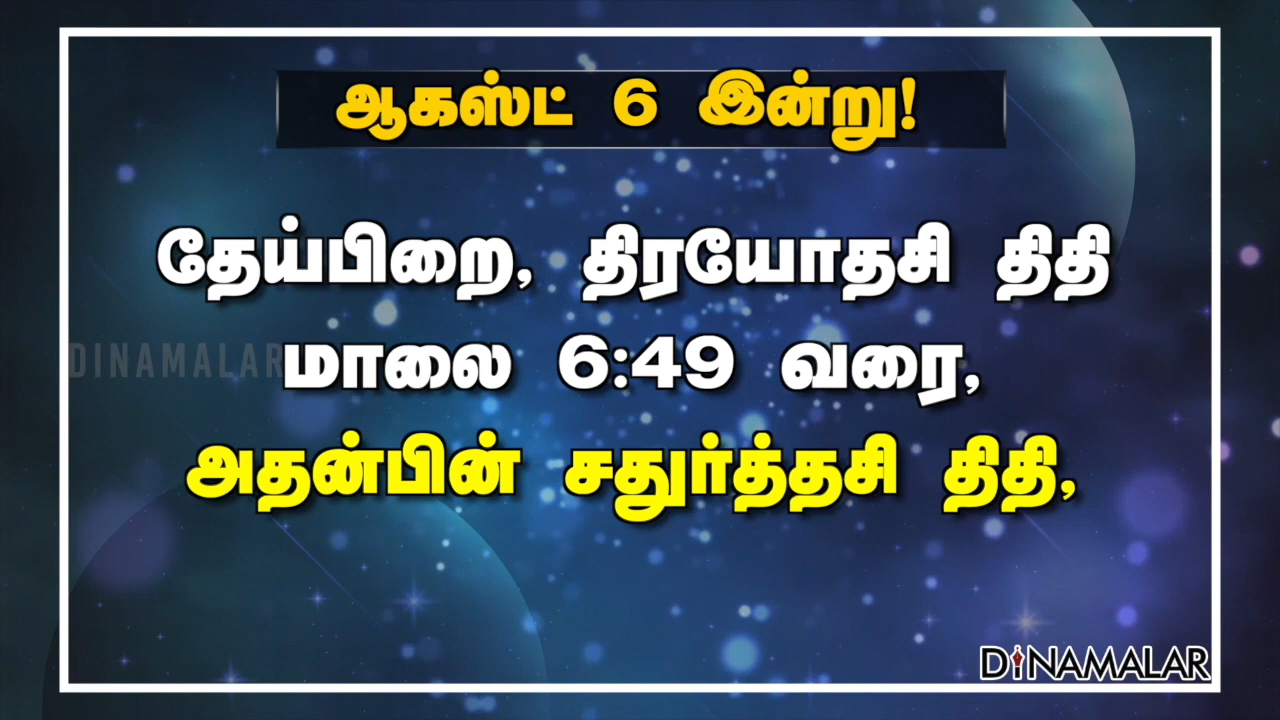 ஆகஸ்ட் 6 இன்று!
தேய்பிறை, திரயோதசி திதி
மாலை 6:49 வரை,
DINAMALAR
அதன்பின் சதுர்த்தசி திதி,
DINAMALAR